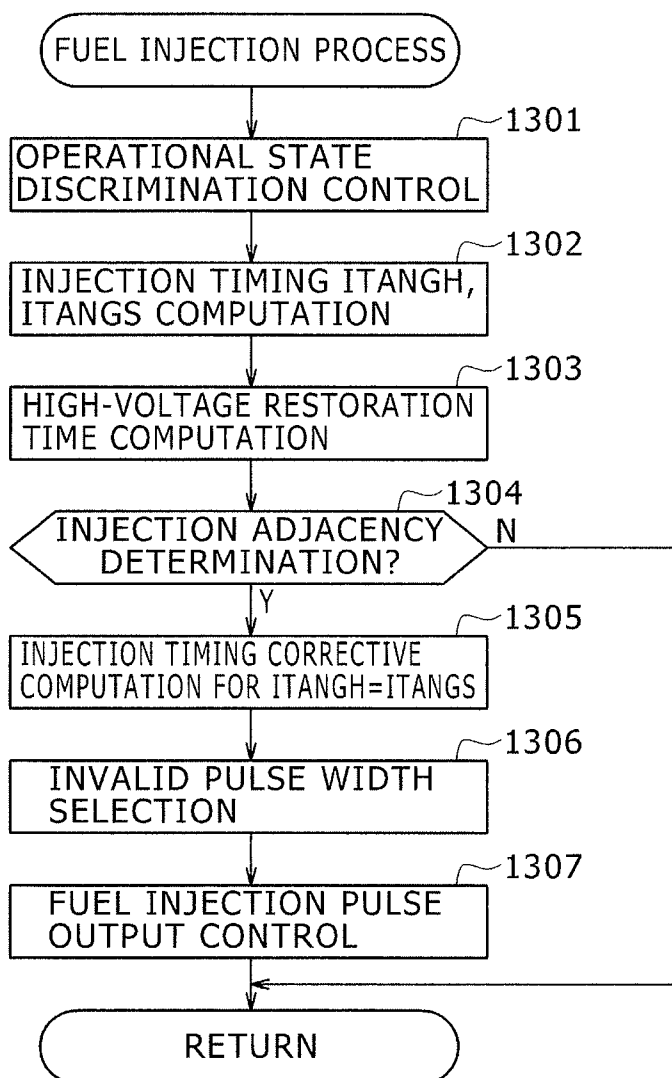 FUEL INJECTION PROCESS
1301
OPERATIONAL STATE
DISCRIMINATION CONTROL
1302
INJECTION TIMING ITANGH,
ITANGS COMPUTATION
1303
HIGH-VOLTAGE RESTORATION
TIME COMPUTATION
1304
INJECTION ADJACENCY
DETERMINATION?
N
Y
1305
INJECTION TIMING CORRECTIVE
COMPUTATION FOR ITANGH=ITANGS
1306
INVALID PULSE WIDTH
SELECTION
1307
FUEL INJECTION PULSE
OUTPUT CONTROL
RETURN